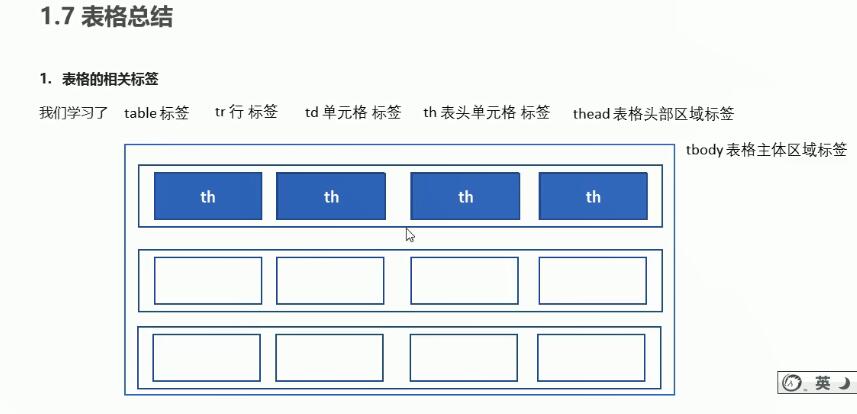 1.7 表格总结
1. 表格的相关标签
我们学习了 table 标签 tr 行 标签 td 单元格 标签 th 表头单元格 标签 thead 表格头部区域标签
tbody 表格主体区域标签
th th th th
英